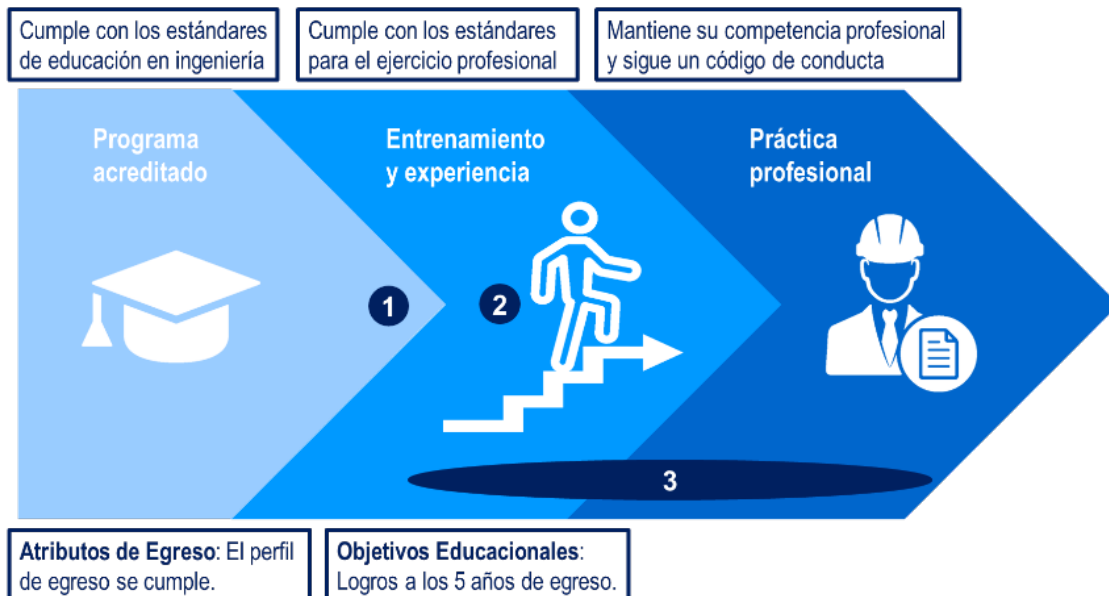 Cumple con los estándares
de educación en ingeniería
Cumple con los estándares
para el ejercicio profesional
Mantiene su competencia profesional
y sigue un código de conducta
Programa
acreditado
Entrenamiento
y experiencia
Práctica
profesional
1
2
3
Atributos de Egreso: El perfil
de egreso se cumple.
Objetivos Educacionales:
Logros a los 5 años de egreso.